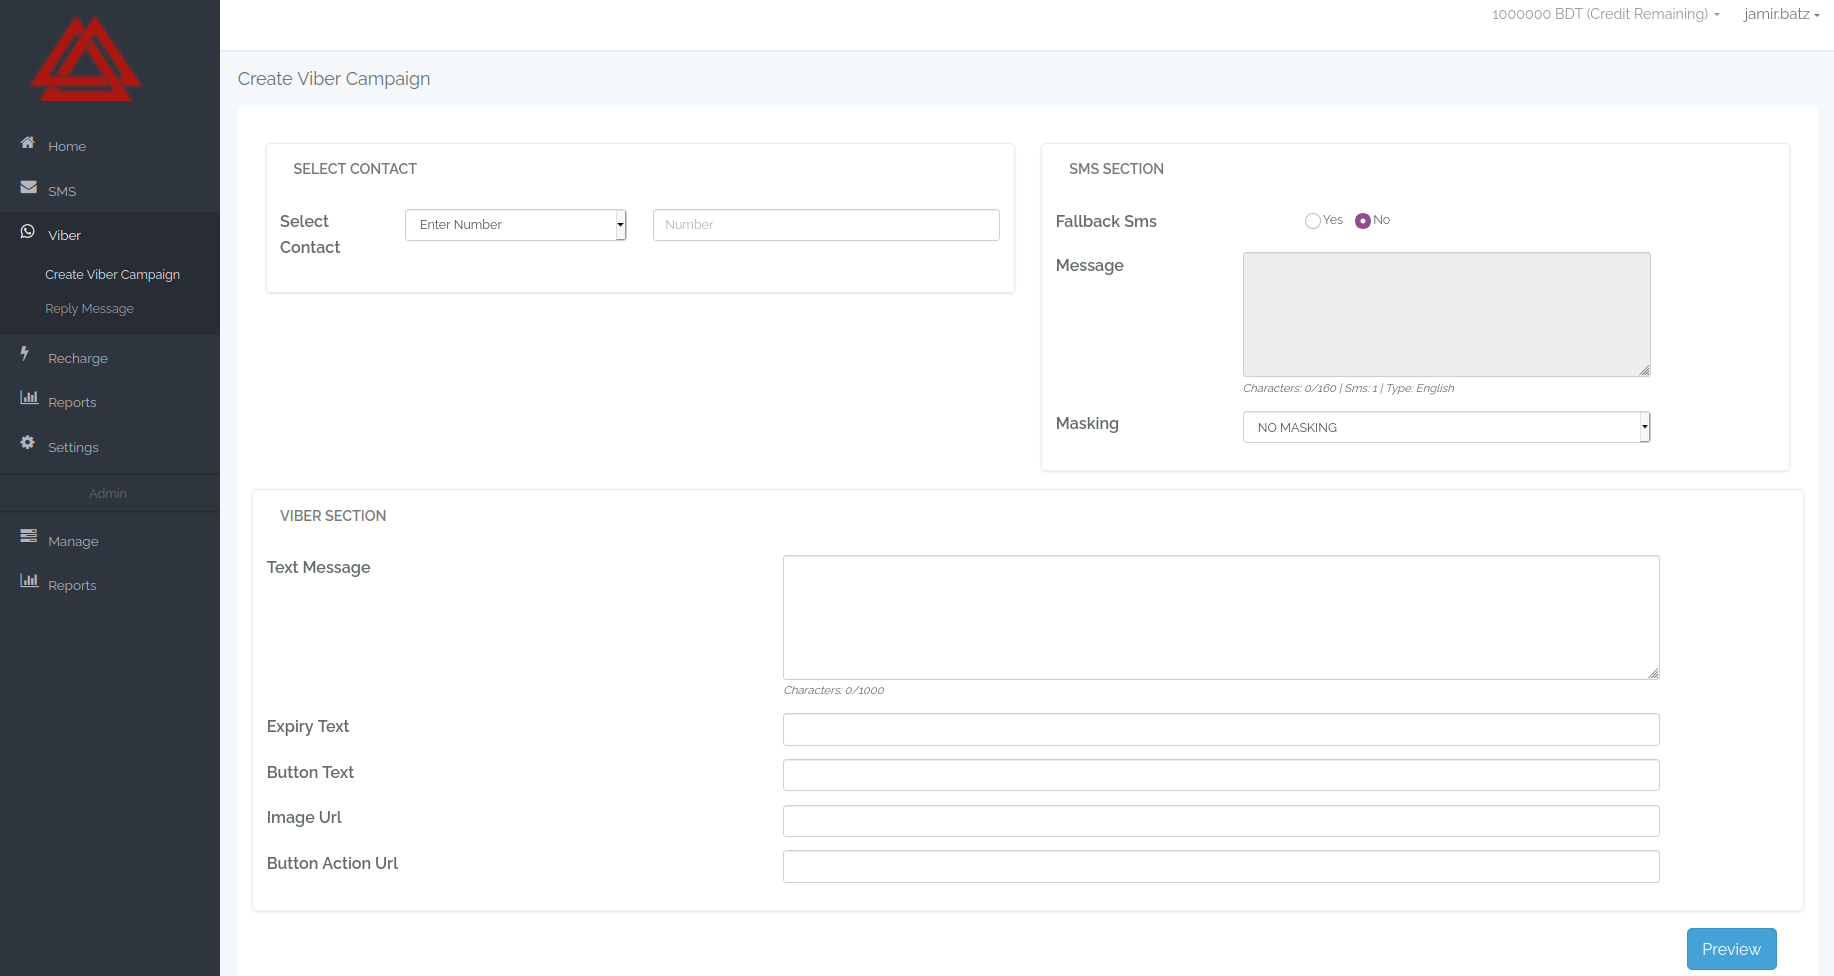 1000000 BDT (Credit Remaining)
jamir.batz
Home
SMS
Viber
Create Viber Campaign
Reply Message
Recharge
Reports
Settings
Admin
Manage
Reports
Create Viber Campaign
SELECT CONTACT
Select
Contact
Enter Number
Number
SMS SECTION
Fallback Sms
Yes
No
Message
Characters: 0/160 | Sms: 1 | Type: English
Masking
NO MASKING
VIBER SECTION
Text Message
Characters: 0/1000
Expiry Text
Button Text
Image Url
Button Action Url
Preview